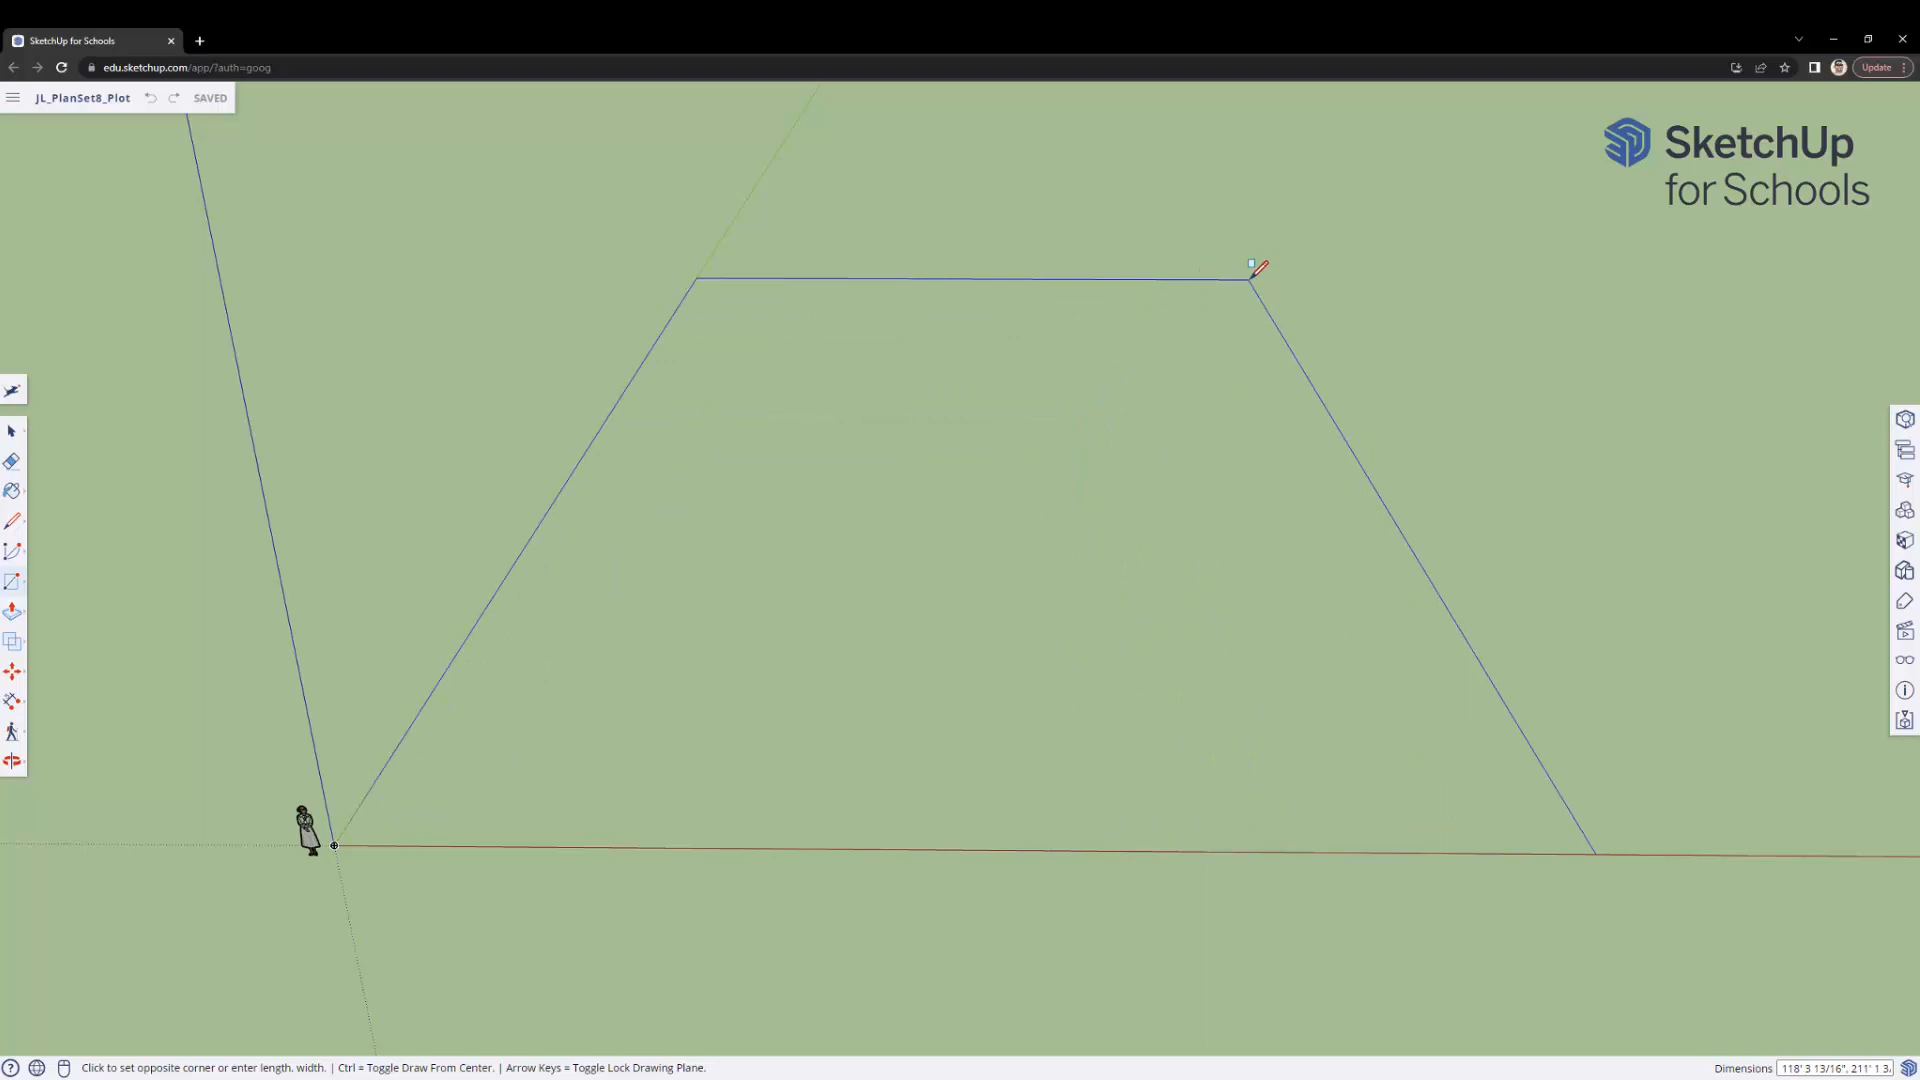 SketchUp for Schools
edu.sketchup.com/app/?auth=goog
Update
JL_PlanSet8_Plot
SAVED
SketchUp
for Schools
Click to set opposite corner or enter length. width. | Ctrl = Toggle Draw From Center. | Arrow Keys = Toggle Lock Drawing Plane.
Dimensions
118' 3 13/16", 211' 1 3.